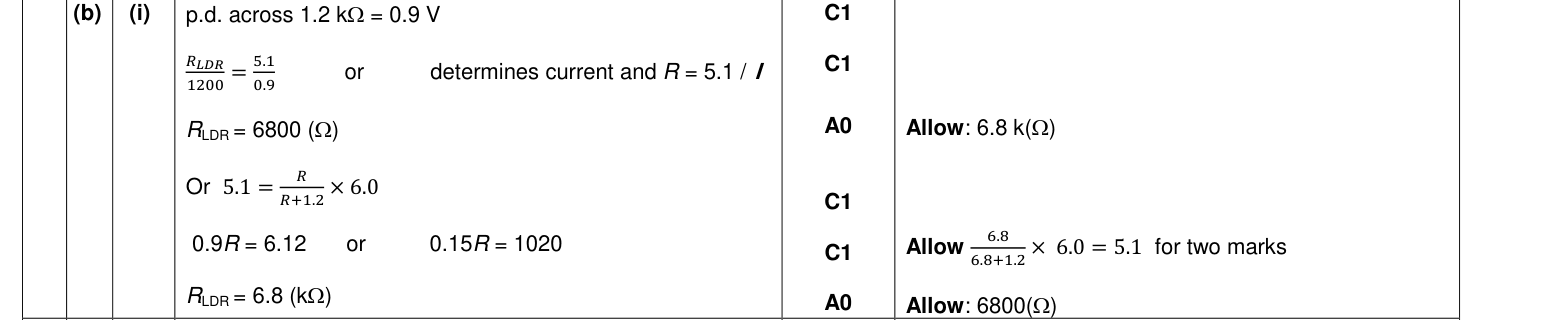 (b) (i) p.d. across 1.2 kΩ = 0.9 V C1
R_LDR/1200 = 5.1/0.9 or determines current and R = 5.1 / I C1
R_LDR = 6800 (Ω) A0 Allow: 6.8 k(Ω)
Or 5.1 = R/(R+1.2) × 6.0 C1
0.9R = 6.12 or 0.15R = 1020 C1 Allow 6.8/(6.8+1.2) × 6.0 = 5.1 for two marks
R_LDR = 6.8 (kΩ) A0 Allow: 6800(Ω)